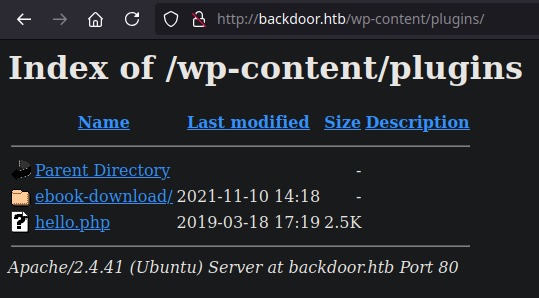 http://backdoor.htb/wp-content/plugins/
Index of /wp-content/plugins
Name Last modified Size Description
Parent Directory -
ebook-download/ 2021-11-10 14:18 -
hello.php 2019-03-18 17:19 2.5K
Apache/2.4.41 (Ubuntu) Server at backdoor.htb Port 80